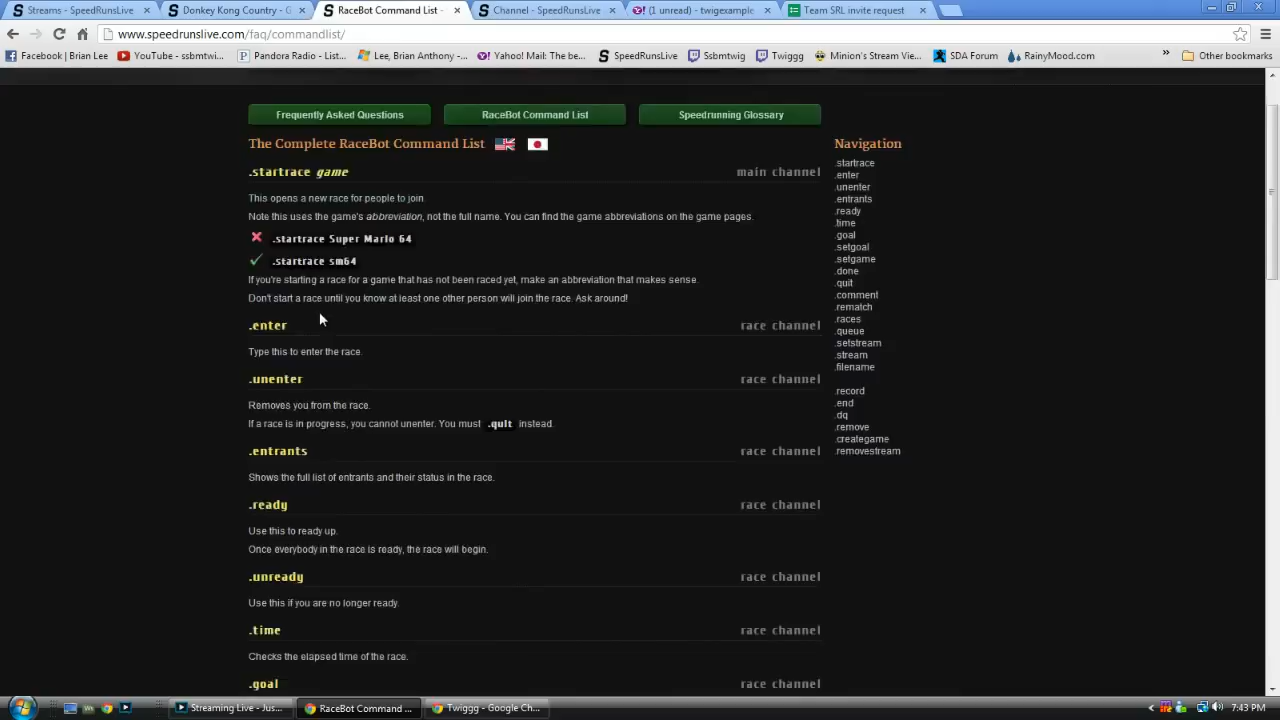 Streams - SpeedRunsLive
Donkey Kong Country - G
RaceBot Command List -
Channel - SpeedRunsLive
(1 unread) - twigexample
Team SRL invite request
www.speedrunslive.com/faq/commandlist/
Facebook | Brian Lee
YouTube - ssbmtwi...
Pandora Radio - List...
Lee, Brian Anthony -...
Yahoo! Mail: The be...
SpeedRunsLive
Ssbmtwig
Twiggg
Minion's Stream Vie...
SDA Forum
RainyMood.com
Other bookmarks
Frequently Asked Questions
RaceBot Command List
Speedrunning Glossary
The Complete RaceBot Command List
Navigation
.startrace game
main channel
This opens a new race for people to join.
Note this uses the game's abbreviation, not the full name. You can find the game abbreviations on the game pages.
.startrace Super Mario 64
.startrace sm64
If you're starting a race for a game that has not been raced yet, make an abbreviation that makes sense.
Don't start a race until you know at least one other person will join the race. Ask around!
.enter
race channel
Type this to enter the race.
.unenter
race channel
Removes you from the race.
If a race is in progress, you cannot unenter. You must .quit instead.
.entrants
race channel
Shows the full list of entrants and their status in the race.
.ready
race channel
Use this to ready up.
Once everybody in the race is ready, the race will begin.
.unready
race channel
Use this if you are no longer ready.
.time
race channel
Checks the elapsed time of the race.
.goal
race channel
.startrace
.enter
.unenter
.entrants
.ready
.time
.goal
.setgoal
.setgame
.done
.quit
.comment
.rematch
.races
.queue
.setstream
.stream
.filename
.record
.end
.dq
.remove
.creategame
.removestream
Streaming Live - Jus...
RaceBot Command ...
Twiggg - Google Ch...
7:43 PM